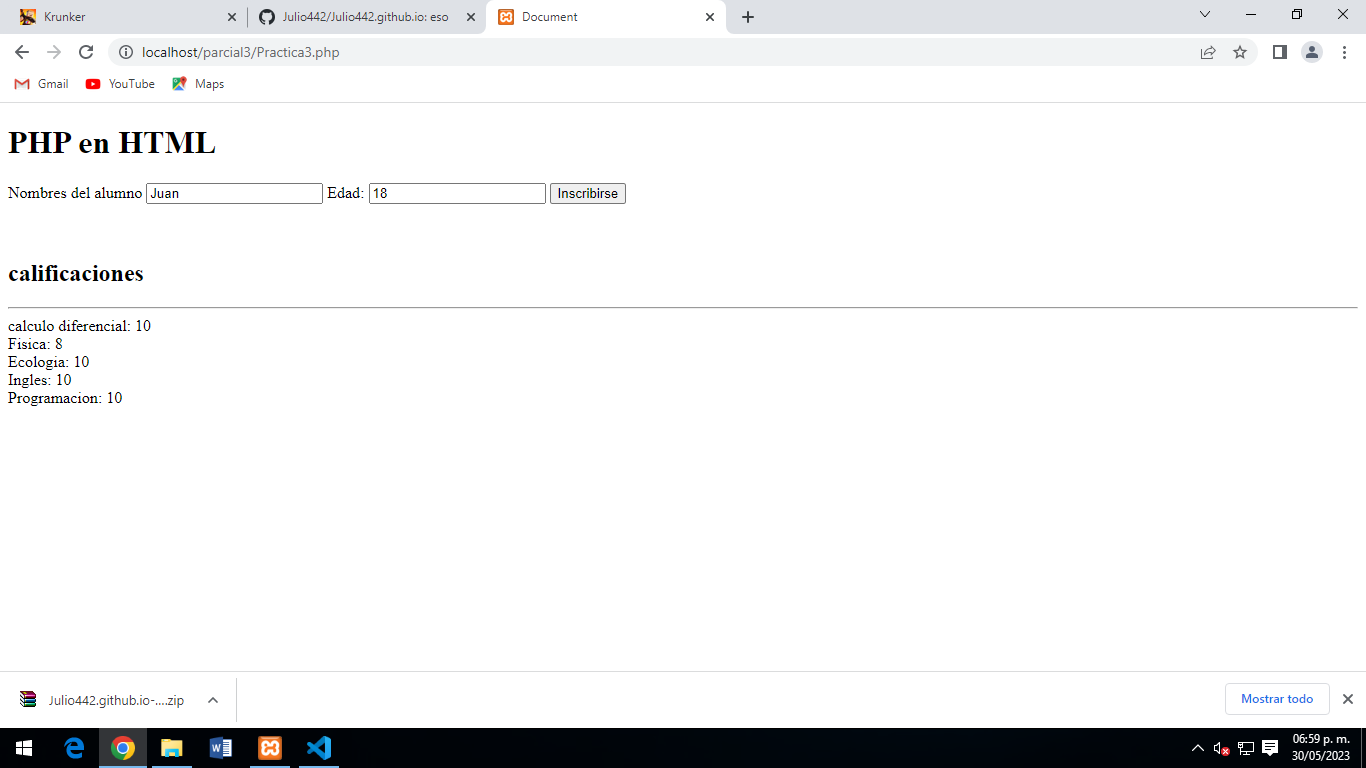 Krunker
Julio442/Julio442.github.io: eso
Document
localhost/parcial3/Practica3.php
Gmail YouTube Maps
PHP en HTML
Nombres del alumno Juan Edad: 18 Inscribirse
calificaciones
calculo diferencial: 10
Fisica: 8
Ecologia: 10
Ingles: 10
Programacion: 10
Julio442.github.io-....zip
Mostrar todo
06:59 p. m.
30/05/2023